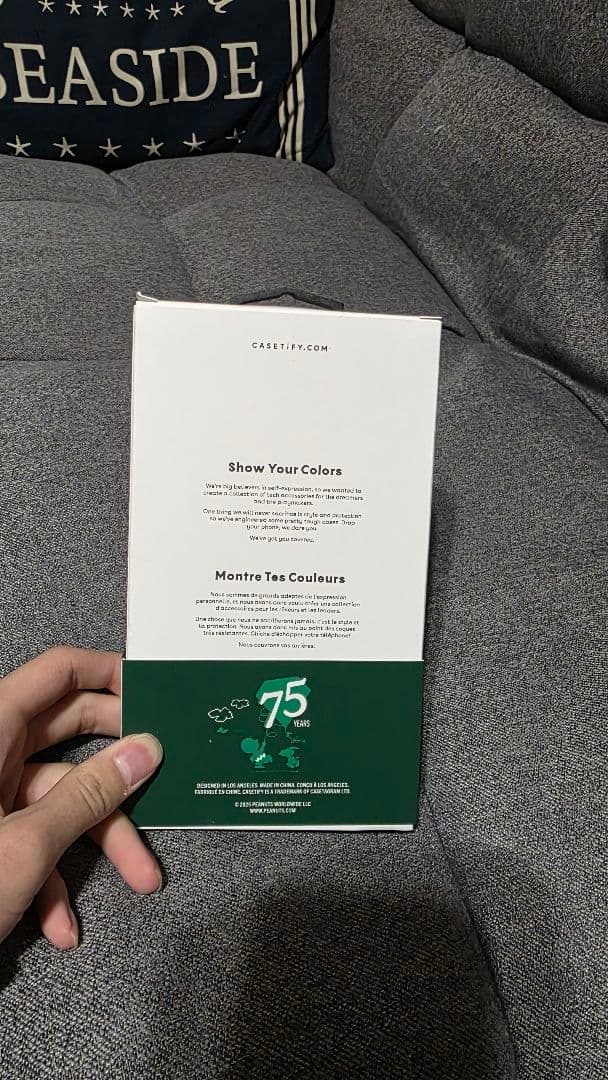 SEASIDE
CASETiFY.COM
Show Your Colors
We're big believers in self-expression, so we wanted to
create a collection of tech accessories for the dreamers
and the playmakers.
One thing we will never sacrifice is style and protection
so we've engineered some pretty tough cases. Drop
your phone, we dare you.
We've got you covered.
Montre Tes Couleurs
Nous sommes de grands adeptes de l'expression
personnelle, et nous avons donc voulu créer une collection
d'accessoires pour les rêveurs et les leaders.
Une chose que nous ne sacrifierons jamais, c'est le style et
la protection. Nous avons donc mis au point des coques
très résistantes. Chiche d'échapper votre téléphone!
Nous couvrons vos arrières.
75
YEARS
DESIGNED IN LOS ANGELES. MADE IN CHINA. CONÇU À LOS ANGELES.
FABRIQUÉ EN CHINE. CASETiFY IS A TRADEMARK OF CASETAGRAM LTD.
© 2025 PEANUTS WORLDWIDE LLC
WWW.PEANUTS.COM